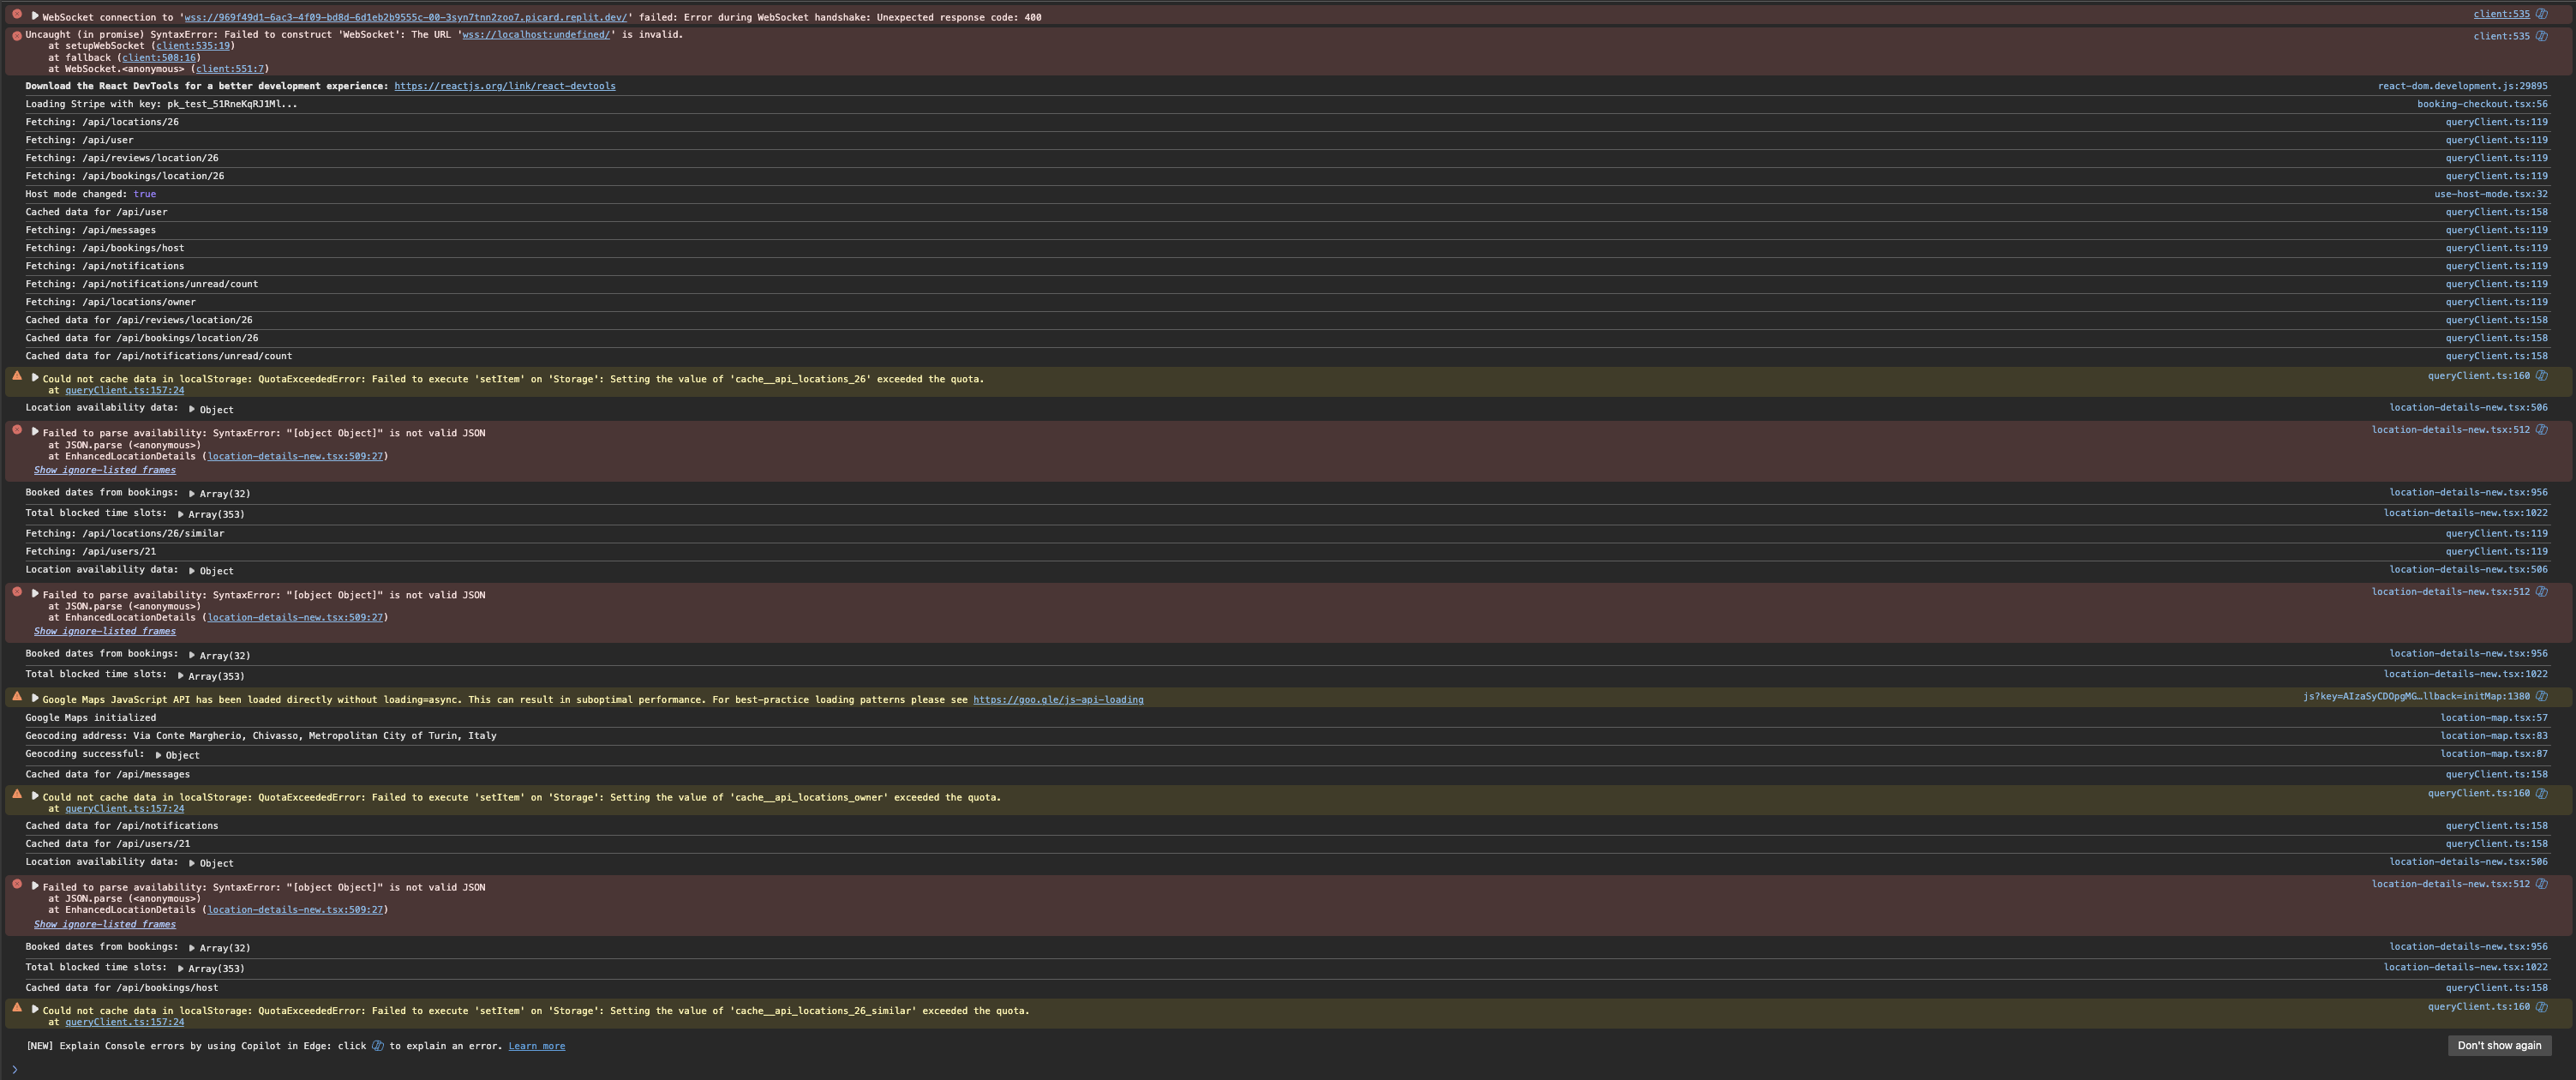 WebSocket connection to 'wss://969f49d1-6ac3-4f09-bd8d-6d1eb2b9555c-00-3syn7tnn2zoo7.picard.replit.dev/' failed: Error during WebSocket handshake: Unexpected response code: 400 client:535
Uncaught (in promise) SyntaxError: Failed to construct 'WebSocket': The URL 'wss://localhost:undefined/' is invalid. client:535
at setupWebSocket (client:535:19)
at fallback (client:508:16)
at WebSocket.<anonymous> (client:551:7)
Download the React DevTools for a better development experience: https://reactjs.org/link/react-devtools react-dom.development.js:29895
Loading Stripe with key: pk_test_51RneKqRJ1Ml... booking-checkout.tsx:56
Fetching: /api/locations/26 queryClient.ts:119
Fetching: /api/user queryClient.ts:119
Fetching: /api/reviews/location/26 queryClient.ts:119
Fetching: /api/bookings/location/26 queryClient.ts:119
Host mode changed: true use-host-mode.tsx:32
Cached data for /api/user queryClient.ts:158
Fetching: /api/messages queryClient.ts:119
Fetching: /api/bookings/host queryClient.ts:119
Fetching: /api/notifications queryClient.ts:119
Fetching: /api/notifications/unread/count queryClient.ts:119
Fetching: /api/locations/owner queryClient.ts:119
Cached data for /api/reviews/location/26 queryClient.ts:158
Cached data for /api/bookings/location/26 queryClient.ts:158
Cached data for /api/notifications/unread/count queryClient.ts:158
Could not cache data in localStorage: QuotaExceededError: Failed to execute 'setItem' on 'Storage': Setting the value of 'cache__api_locations_26' exceeded the quota. queryClient.ts:160
at queryClient.ts:157:24
Location availability data: Object location-details-new.tsx:506
Failed to parse availability: SyntaxError: "[object Object]" is not valid JSON location-details-new.tsx:512
at JSON.parse (<anonymous>)
at EnhancedLocationDetails (location-details-new.tsx:509:27)
Show ignore-listed frames
Booked dates from bookings: Array(32) location-details-new.tsx:956
Total blocked time slots: Array(353) location-details-new.tsx:1022
Fetching: /api/locations/26/similar queryClient.ts:119
Fetching: /api/users/21 queryClient.ts:119
Location availability data: Object location-details-new.tsx:506
Failed to parse availability: SyntaxError: "[object Object]" is not valid JSON location-details-new.tsx:512
at JSON.parse (<anonymous>)
at EnhancedLocationDetails (location-details-new.tsx:509:27)
Show ignore-listed frames
Booked dates from bookings: Array(32) location-details-new.tsx:956
Total blocked time slots: Array(353) location-details-new.tsx:1022
Google Maps JavaScript API has been loaded directly without loading=async. This can result in suboptimal performance. For best-practice loading patterns please see https://goo.gle/js-api-loading js?key=AIzaSyCDOpgMG…llback=initMap:1380
Google Maps initialized location-map.tsx:57
Geocoding address: Via Conte Margherio, Chivasso, Metropolitan City of Turin, Italy location-map.tsx:83
Geocoding successful: Object location-map.tsx:87
Cached data for /api/messages queryClient.ts:158
Could not cache data in localStorage: QuotaExceededError: Failed to execute 'setItem' on 'Storage': Setting the value of 'cache__api_locations_owner' exceeded the quota. queryClient.ts:160
at queryClient.ts:157:24
Cached data for /api/notifications queryClient.ts:158
Cached data for /api/users/21 queryClient.ts:158
Location availability data: Object location-details-new.tsx:506
Failed to parse availability: SyntaxError: "[object Object]" is not valid JSON location-details-new.tsx:512
at JSON.parse (<anonymous>)
at EnhancedLocationDetails (location-details-new.tsx:509:27)
Show ignore-listed frames
Booked dates from bookings: Array(32) location-details-new.tsx:956
Total blocked time slots: Array(353) location-details-new.tsx:1022
Cached data for /api/bookings/host queryClient.ts:158
Could not cache data in localStorage: QuotaExceededError: Failed to execute 'setItem' on 'Storage': Setting the value of 'cache__api_locations_26_similar' exceeded the quota. queryClient.ts:160
at queryClient.ts:157:24
[NEW] Explain Console errors by using Copilot in Edge: click to explain an error. Learn more Don't show again